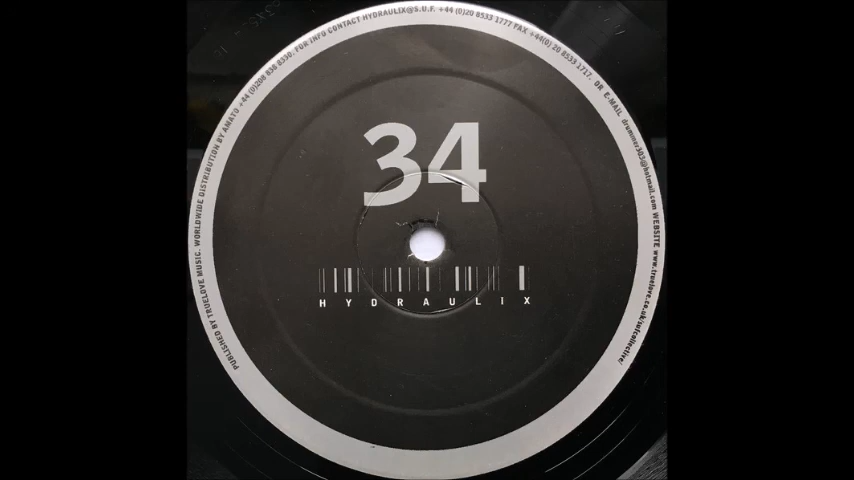 PUBLISHED BY TRUELOVE MUSIC. WORLDWIDE DISTRIBUTION BY AMATO +44 (0)208 838 8330. FOR INFO CONTACT HYDRAULIX@S.U.F. +44 (0)20 8533 1777 FAX +44(0) 20 8533 1717. OR E-MAIL drummer303@hotmail.com WEBSITE www.truelove.co.uk/sufcollective/
34
HYDRAULIX